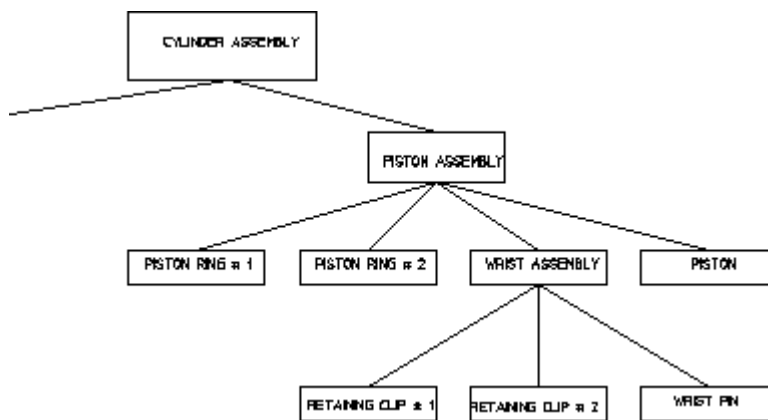 CYLINDER ASSEMBLY
PISTON ASSEMBLY
PISTON RING # 1
PISTON RING # 2
WRIST ASSEMBLY
PISTON
RETAINING CLIP # 1
RETAINING CLIP # 2
WRIST PIN